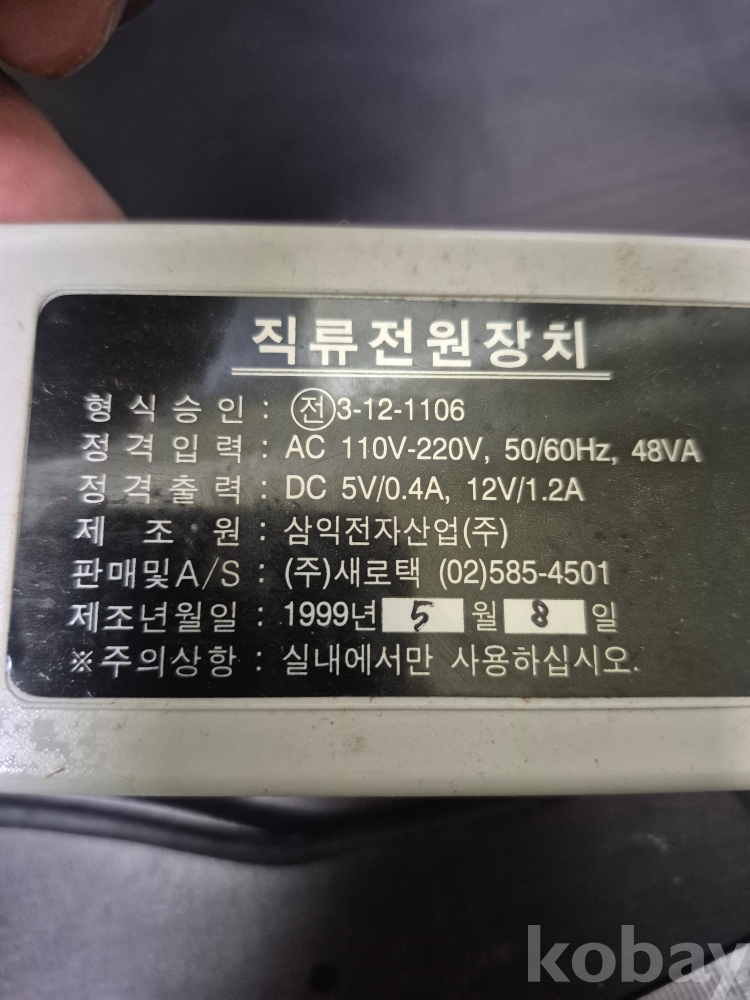 직류전원장치
형식승인 : 전 3-12-1106
정격입력 : AC 110V-220V, 50/60Hz, 48VA
정격출력 : DC 5V/0.4A, 12V/1.2A
제조원 : 삼익전자산업(주)
판매및A/S : (주)새로택 (02)585-4501
제조년월일 : 1999년 5 월 8 일
※주의상항 : 실내에서만 사용하십시오.
kobay